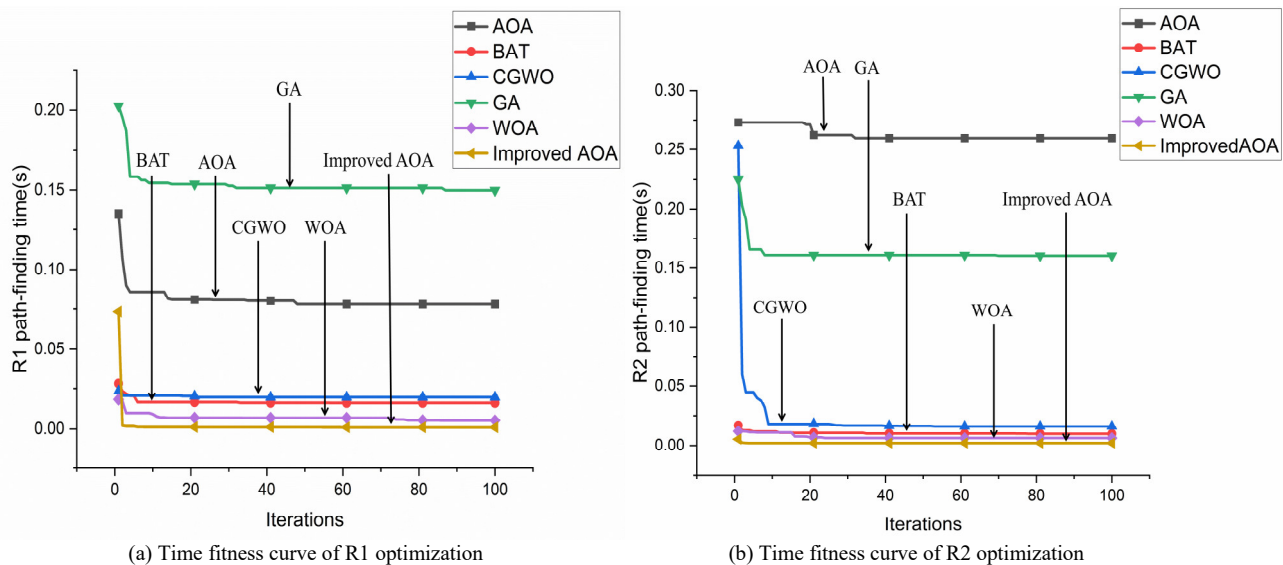 AOA
BAT
CGWO
GA
WOA
Improved AOA
0.20
0.15
0.10
0.05
0.00
R1 path-finding time(s)
GA
BAT
AOA
Improved AOA
CGWO
WOA
0
20
40
60
80
100
Iterations
(a) Time fitness curve of R1 optimization
AOA
BAT
CGWO
GA
WOA
ImprovedAOA
0.30
0.25
0.20
0.15
0.10
0.05
0.00
R2 path-finding time(s)
AOA
GA
BAT
Improved AOA
CGWO
WOA
0
20
40
60
80
100
Iterations
(b) Time fitness curve of R2 optimization